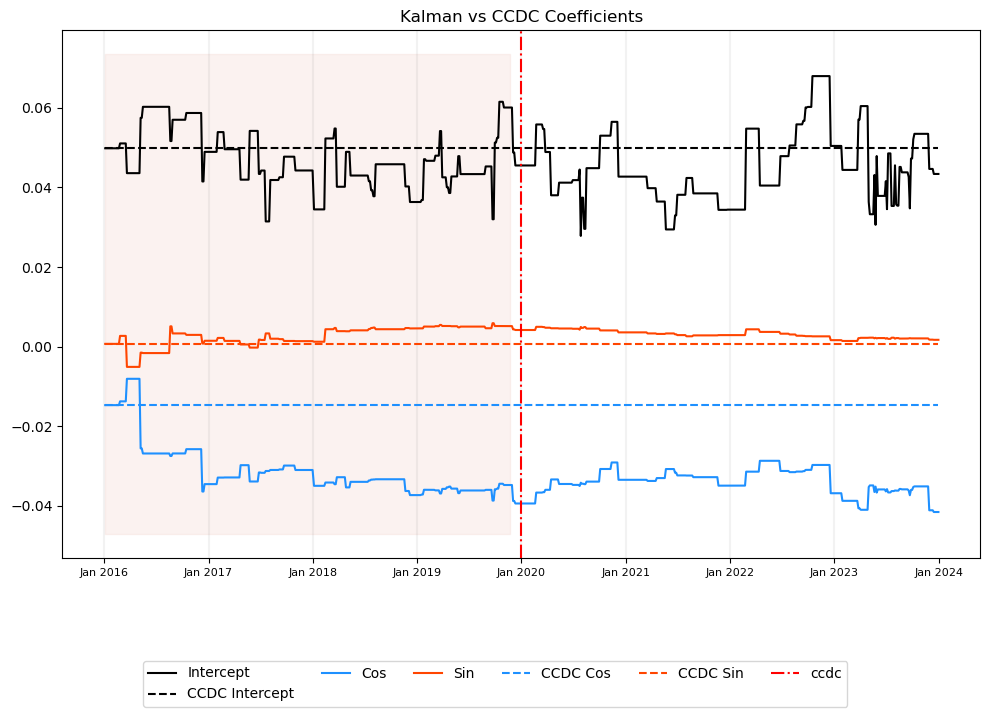 Kalman vs CCDC Coefficients
0.06
0.04
0.02
0.00
−0.02
−0.04
Jan 2016 Jan 2017 Jan 2018 Jan 2019 Jan 2020 Jan 2021 Jan 2022 Jan 2023 Jan 2024
Intercept Cos Sin CCDC Cos CCDC Sin ccdc
CCDC Intercept